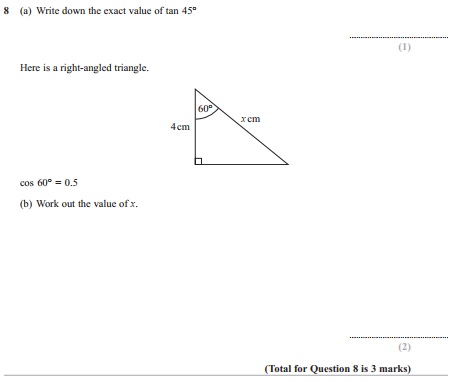 8 (a) Write down the exact value of tan 45°
(1)
Here is a right-angled triangle.
60°
4 cm
x cm
cos 60° = 0.5
(b) Work out the value of x.
(2)
(Total for Question 8 is 3 marks)